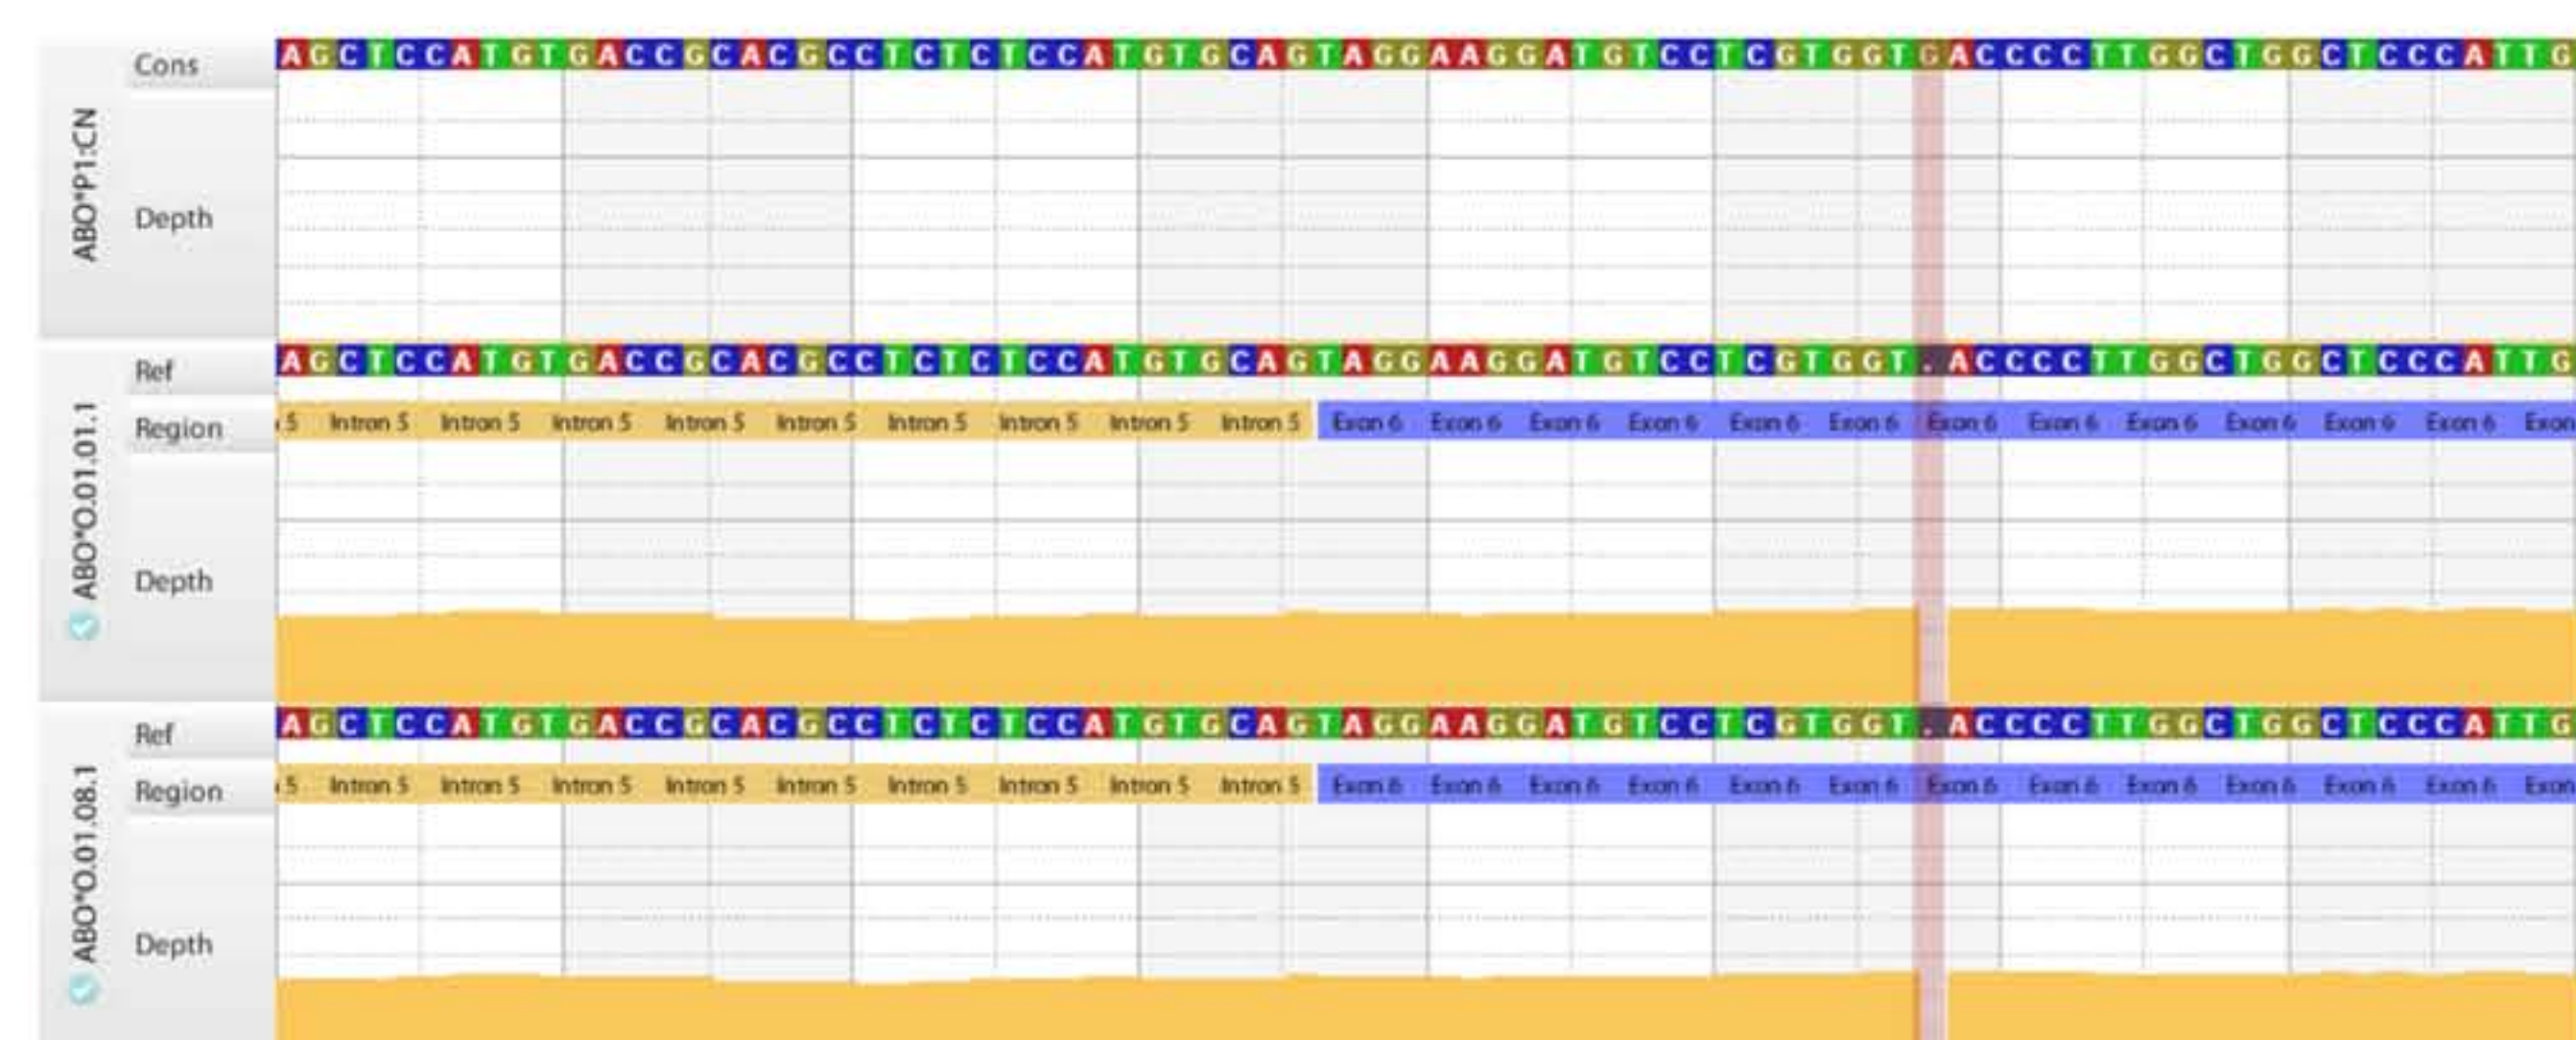 ABO*P1:CN
Cons AGCTCCATGTGACCGCACGCCTCTCTCCATGTGCAGTAGGAAGGATGTCCTCGTGGTGACCCCTTGGCTGGCTCCCATTG
Depth
ABO*O.01.01.1
Ref AGCTCCATGTGACCGCACGCCTCTCTCCATGTGCAGTAGGAAGGATGTCCTCGTGGT.ACCCCTTGGCTGGCTCCCATTG
Region 5 Intron 5 Intron 5 Intron 5 Intron 5 Intron 5 Intron 5 Intron 5 Intron 5 Intron 5 Exon 6 Exon 6 Exon 6 Exon 6 Exon 6 Exon 6 Exon 6 Exon 6 Exon 6 Exon 6 Exon 6 Exon 6 Exon
Depth
ABO*O.01.08.1
Ref AGCTCCATGTGACCGCACGCCTCTCTCCATGTGCAGTAGGAAGGATGTCCTCGTGGT.ACCCCTTGGCTGGCTCCCATTG
Region 5 Intron 5 Intron 5 Intron 5 Intron 5 Intron 5 Intron 5 Intron 5 Intron 5 Intron 5 Exon 6 Exon 6 Exon 6 Exon 6 Exon 6 Exon 6 Exon 6 Exon 6 Exon 6 Exon 6 Exon 6 Exon 6 Exon
Depth